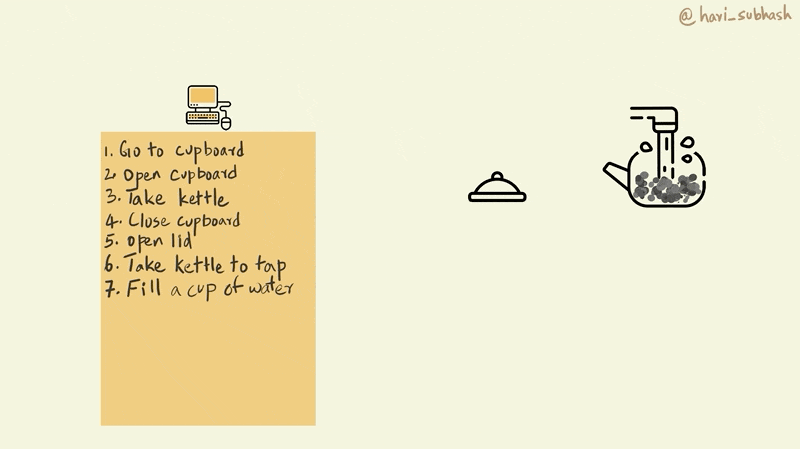 @hari_subhash
1. Go to cupboard
2. Open cupboard
3. Take kettle
4. Close cupboard
5. Open lid
6. Take kettle to tap
7. Fill a cup of water